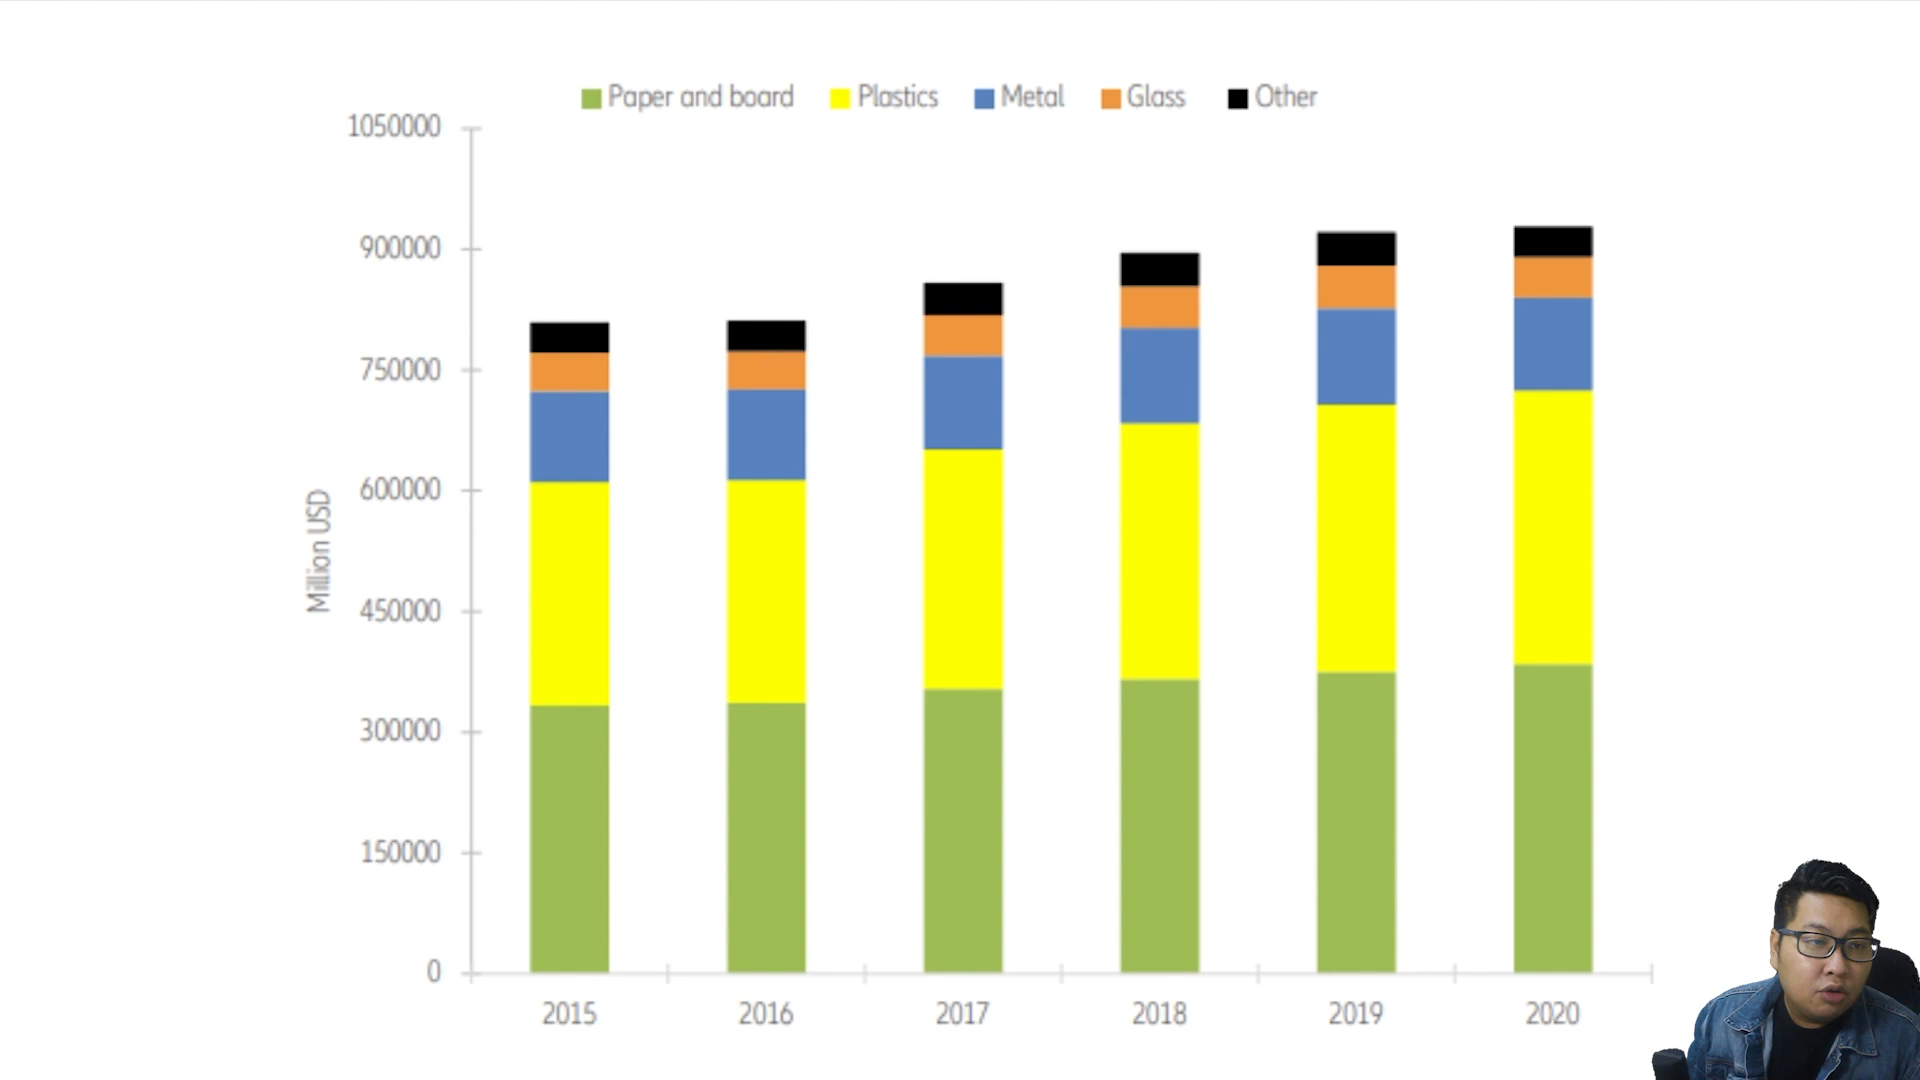 Paper and board Plastics Metal Glass Other
1050000
900000
750000
600000
450000
300000
150000
0
Million USD
2015 2016 2017 2018 2019 2020